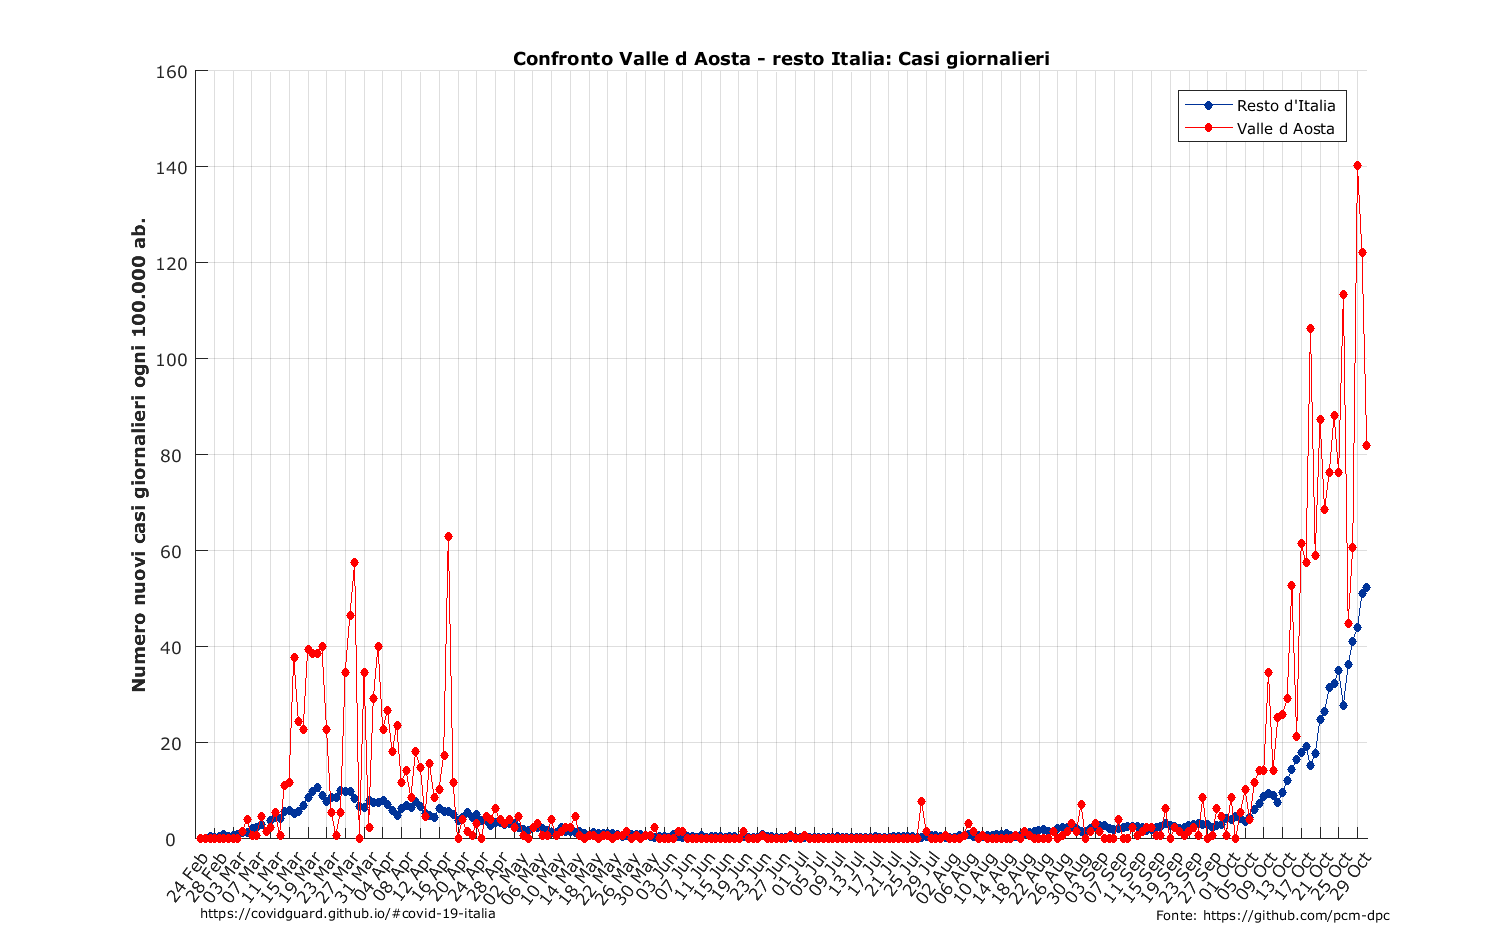 Confronto Valle d Aosta - resto Italia: Casi giornalieri
Resto d'Italia
Valle d Aosta
Numero nuovi casi giornalieri ogni 100.000 ab.
160
140
120
100
80
60
40
20
0
24 Feb
28 Feb
03 Mar
07 Mar
11 Mar
15 Mar
19 Mar
23 Mar
27 Mar
31 Mar
04 Apr
08 Apr
12 Apr
16 Apr
20 Apr
24 Apr
28 Apr
02 May
06 May
10 May
14 May
18 May
22 May
26 May
30 May
03 Jun
07 Jun
11 Jun
15 Jun
19 Jun
23 Jun
27 Jun
01 Jul
05 Jul
09 Jul
13 Jul
17 Jul
21 Jul
25 Jul
29 Jul
02 Aug
06 Aug
10 Aug
14 Aug
18 Aug
22 Aug
26 Aug
30 Aug
03 Sep
07 Sep
11 Sep
15 Sep
19 Sep
23 Sep
27 Sep
01 Oct
05 Oct
09 Oct
13 Oct
17 Oct
21 Oct
25 Oct
29 Oct
https://covidguard.github.io/#covid-19-italia
Fonte: https://github.com/pcm-dpc